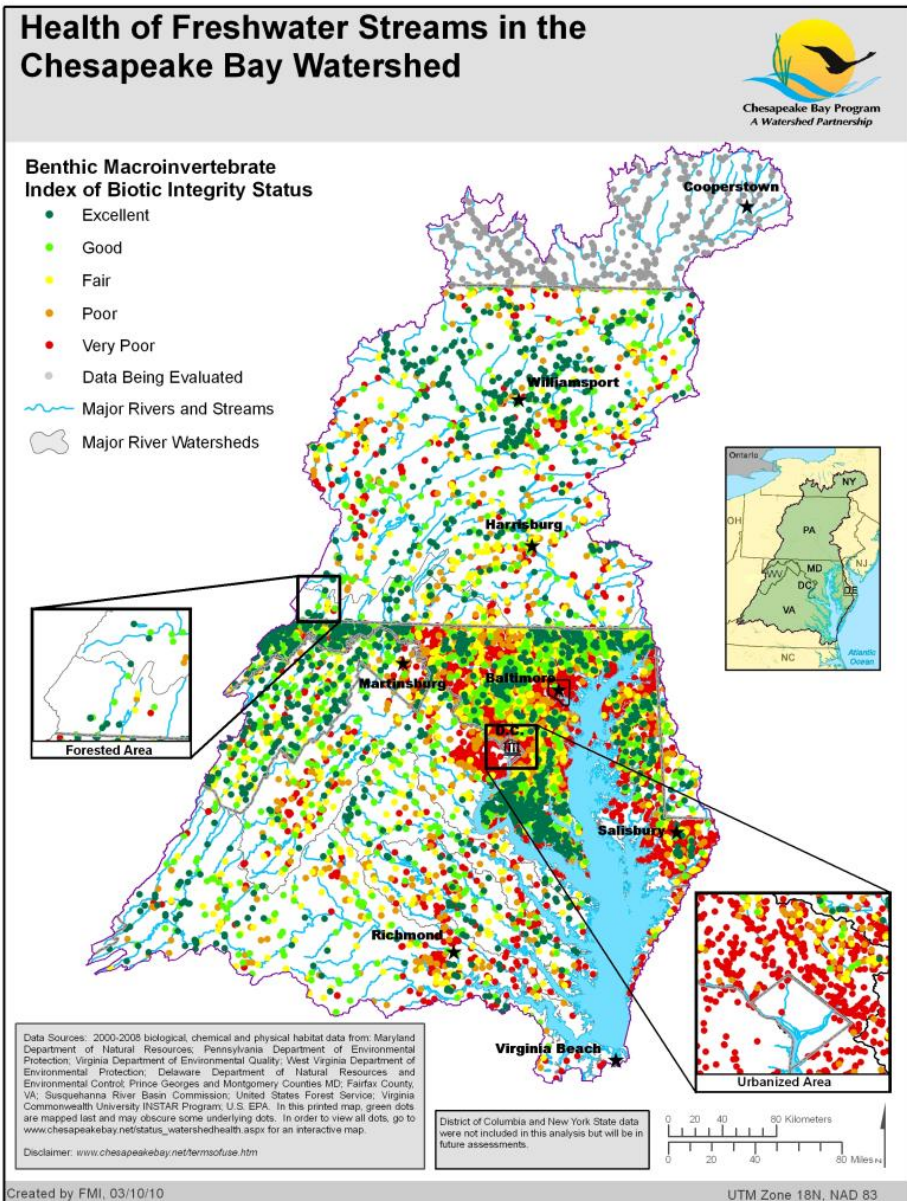 Health of Freshwater Streams in the
Chesapeake Bay Watershed
Chesapeake Bay Program
A Watershed Partnership
Benthic Macroinvertebrate
Index of Biotic Integrity Status
Excellent
Good
Fair
Poor
Very Poor
Data Being Evaluated
Major Rivers and Streams
Major River Watersheds
Cooperstown
Williamsport
Harrisburg
Martinsburg
Baltimore
D.C.
Salisbury
Richmond
Virginia Beach
Ontario
NY
OH
PA
NJ
MD
WV
DC
DE
VA
NC
Atlantic
Ocean
Forested Area
Urbanized Area
Data Sources: 2000-2008 biological, chemical and physical habitat data from: Maryland
Department of Natural Resources; Pennsylvania Department of Environmental
Protection; Virginia Department of Environmental Quality; West Virginia Department of
Environmental Protection; Delaware Department of Natural Resources and
Environmental Control; Prince Georges and Montgomery Counties MD; Fairfax County,
VA; Susquehanna River Basin Commission; United States Forest Service; Virginia
Commonwealth University INSTAR Program; U.S. EPA. In this printed map, green dots
are mapped last and may obscure some underlying dots. In order to view all dots, go to
www.chesapeakebay.net/status_watershedhealth.aspx for an interactive map.
Disclaimer: www.chesapeakebay.net/termsofuse.htm
District of Columbia and New York State data
were not included in this analysis but will be in
future assessments.
0 20 40 80 Kilometers
0 20 40 80 Miles
N
Created by FMI, 03/10/10
UTM Zone 18N, NAD 83